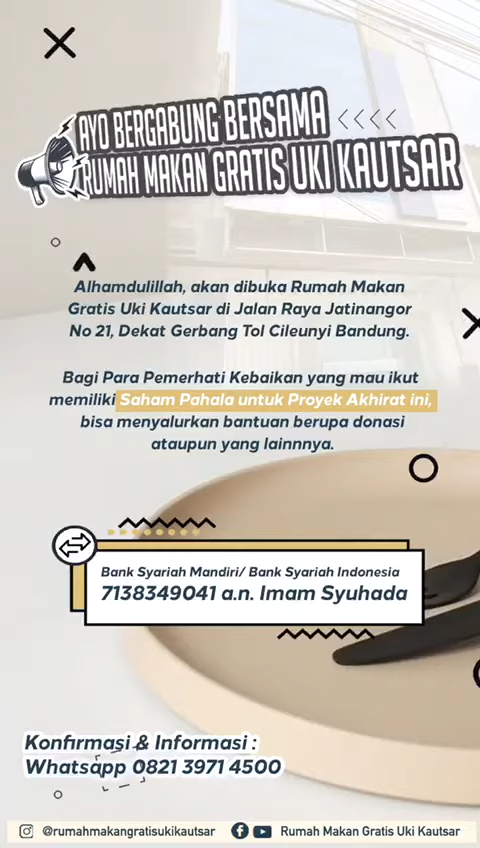 AYO BERGABUNG BERSAMA
RUMAH MAKAN GRATIS UKI KAUTSAR
Alhamdulillah, akan dibuka Rumah Makan
Gratis Uki Kautsar di Jalan Raya Jatinangor
No 21, Dekat Gerbang Tol Cileunyi Bandung.
Bagi Para Pemerhati Kebaikan yang mau ikut
memiliki Saham Pahala untuk Proyek Akhirat ini,
bisa menyalurkan bantuan berupa donasi
ataupun yang lainnnya.
Bank Syariah Mandiri/ Bank Syariah Indonesia
7138349041 a.n. Imam Syuhada
Konfirmasi & Informasi :
Whatsapp 0821 3971 4500
@rumahmakangratisukikautsar Rumah Makan Gratis Uki Kautsar